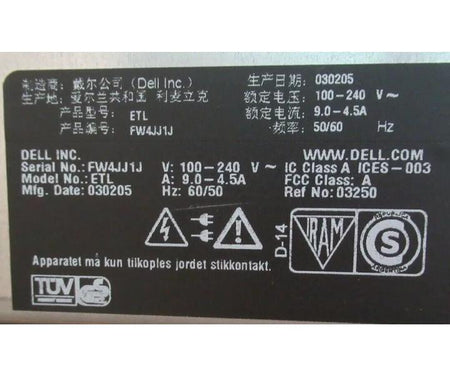 制造商: 戴尔公司 (Dell Inc.)
生产地: 爱尔兰共和国 利麦立克
产品型号: ETL
产品编号: FW4JJ1J
生产日期: 030205
额定电压: 100-240 V ~
额定电流: 9.0-4.5A
频率: 50/60 Hz
DELL INC.
Serial No.: FW4JJ1J
Model No.: ETL
Mfg. Date: 030205
V: 100-240 V ~
A: 9.0-4.5A
Hz: 60/50
WWW.DELL.COM
IC Class A ICES-003
FCC Class: A
Ref No: 03250
Apparatet må kun tilkoples jordet stikkontakt.
D-14
RAM
S
TUV